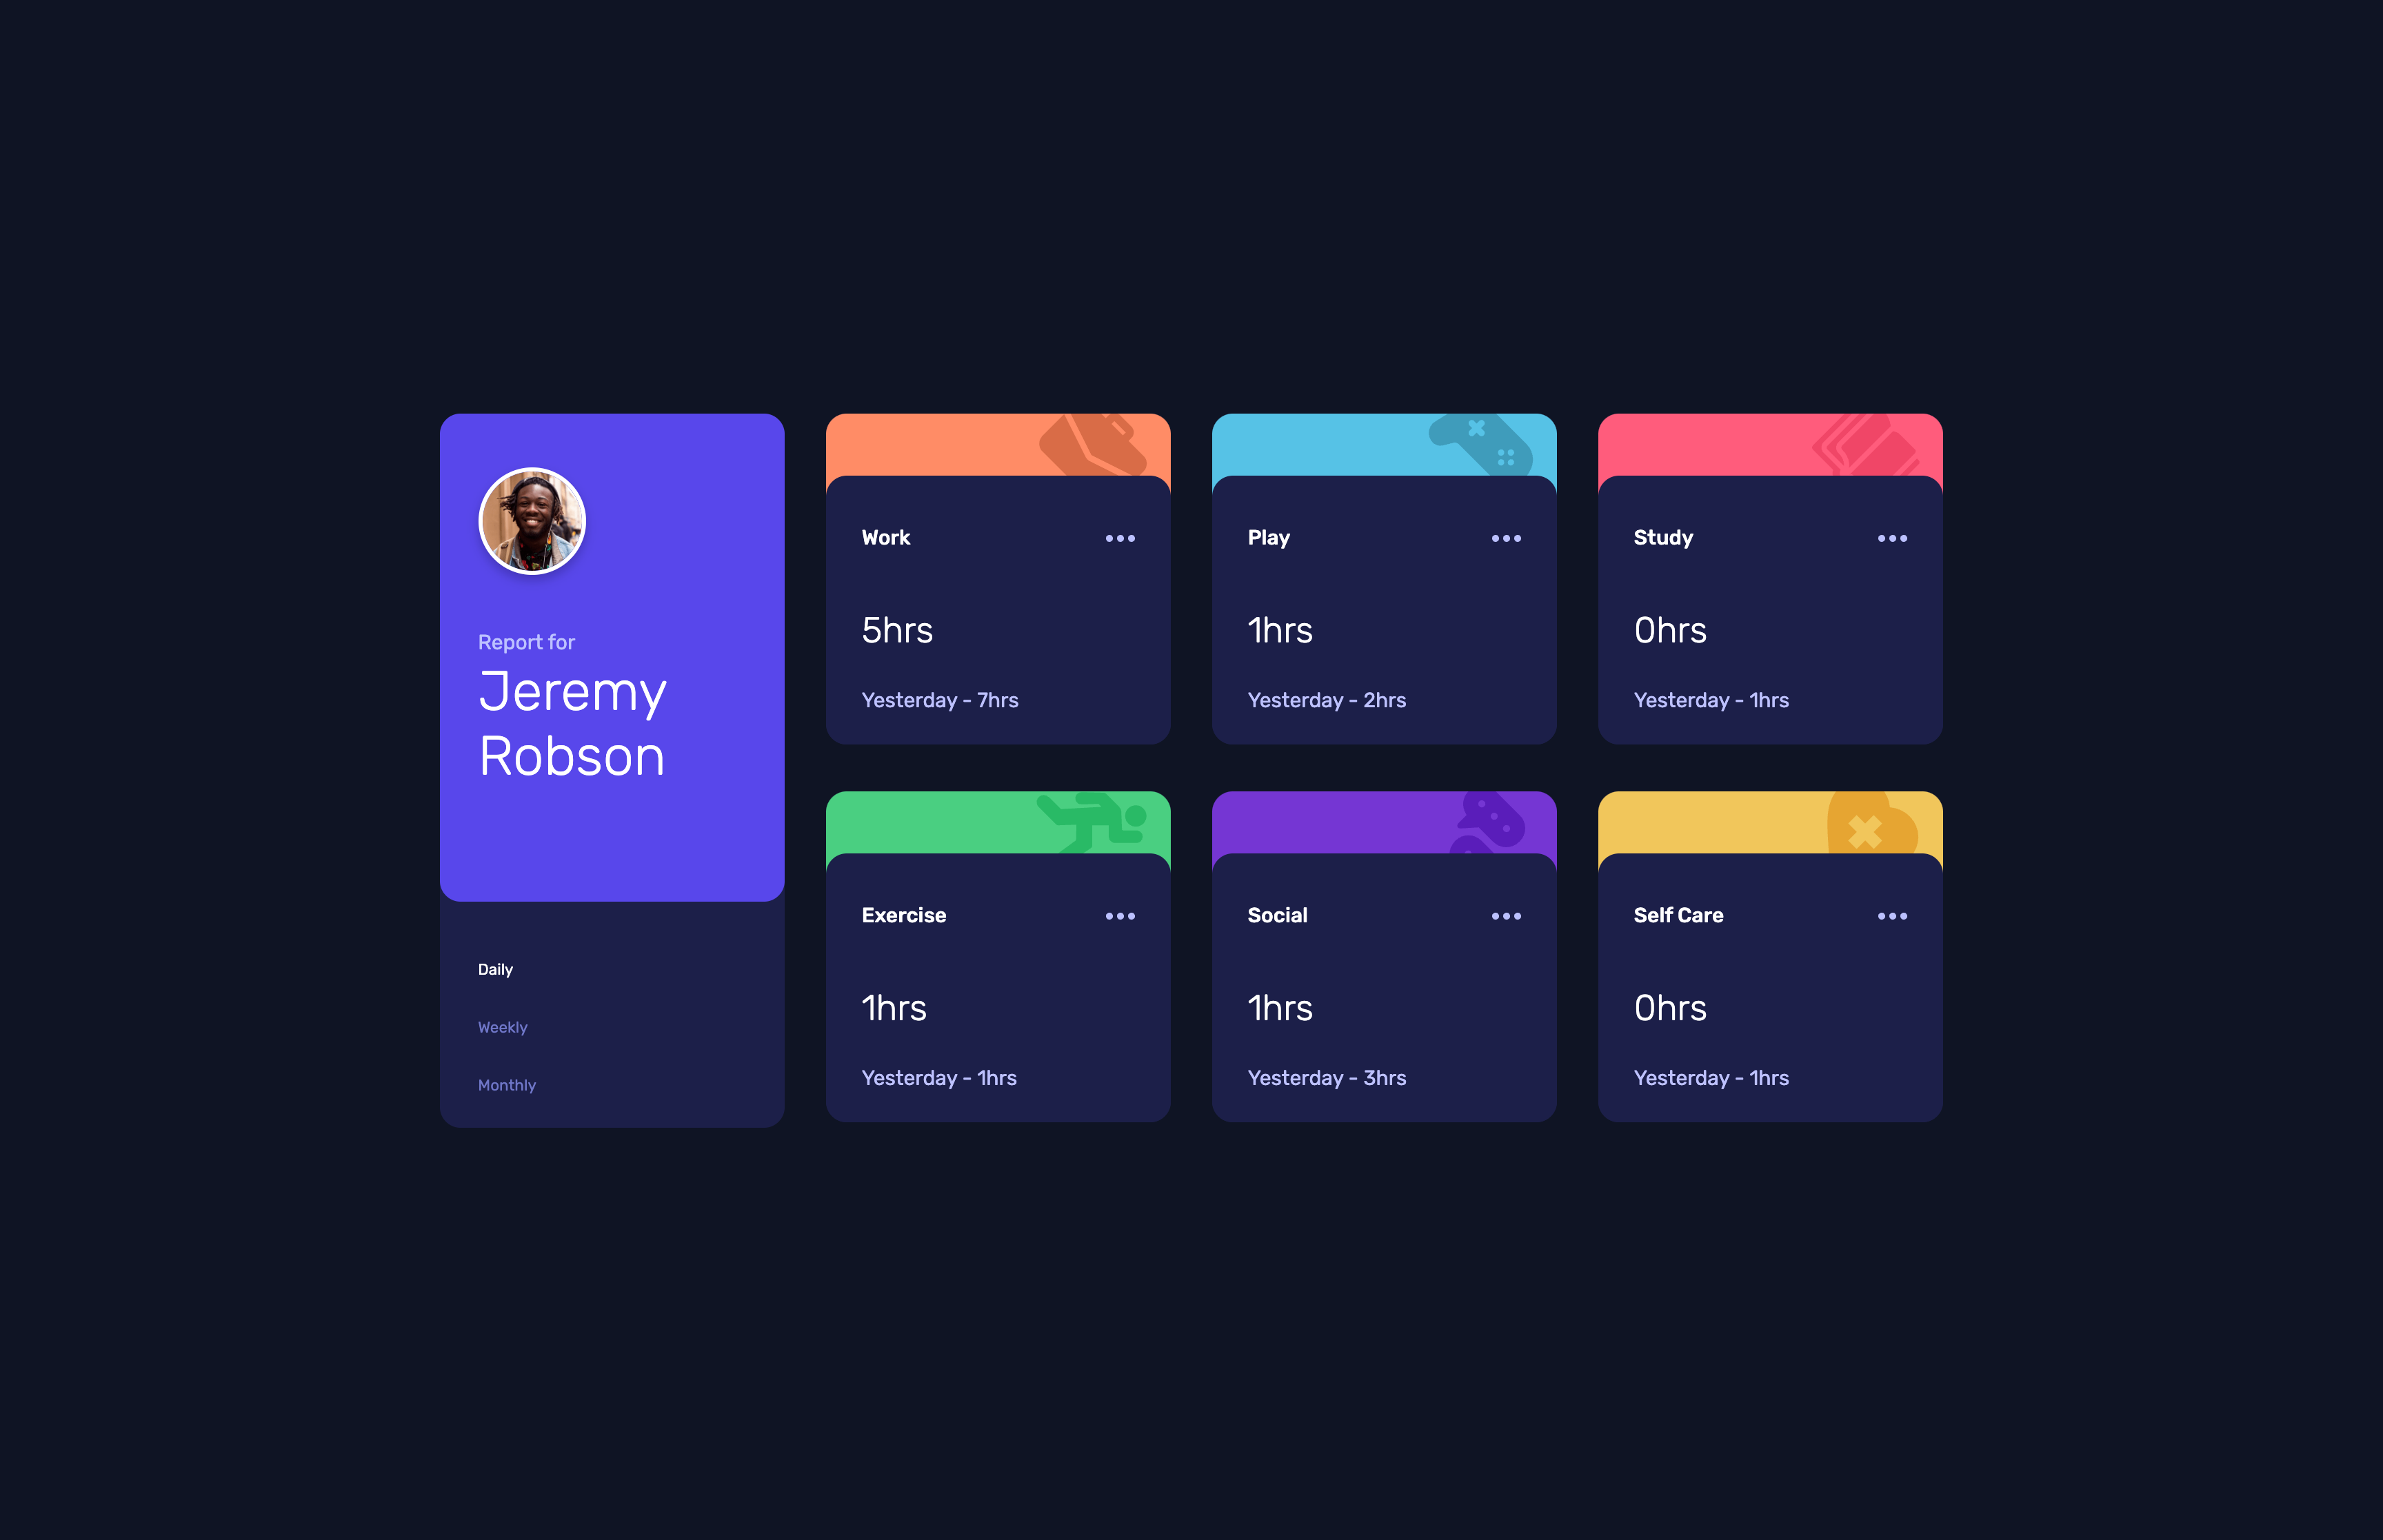 Report for
Jeremy
Robson
Daily
Weekly
Monthly
Work
5hrs
Yesterday - 7hrs
Play
1hrs
Yesterday - 2hrs
Study
0hrs
Yesterday - 1hrs
Exercise
1hrs
Yesterday - 1hrs
Social
1hrs
Yesterday - 3hrs
Self Care
0hrs
Yesterday - 1hrs